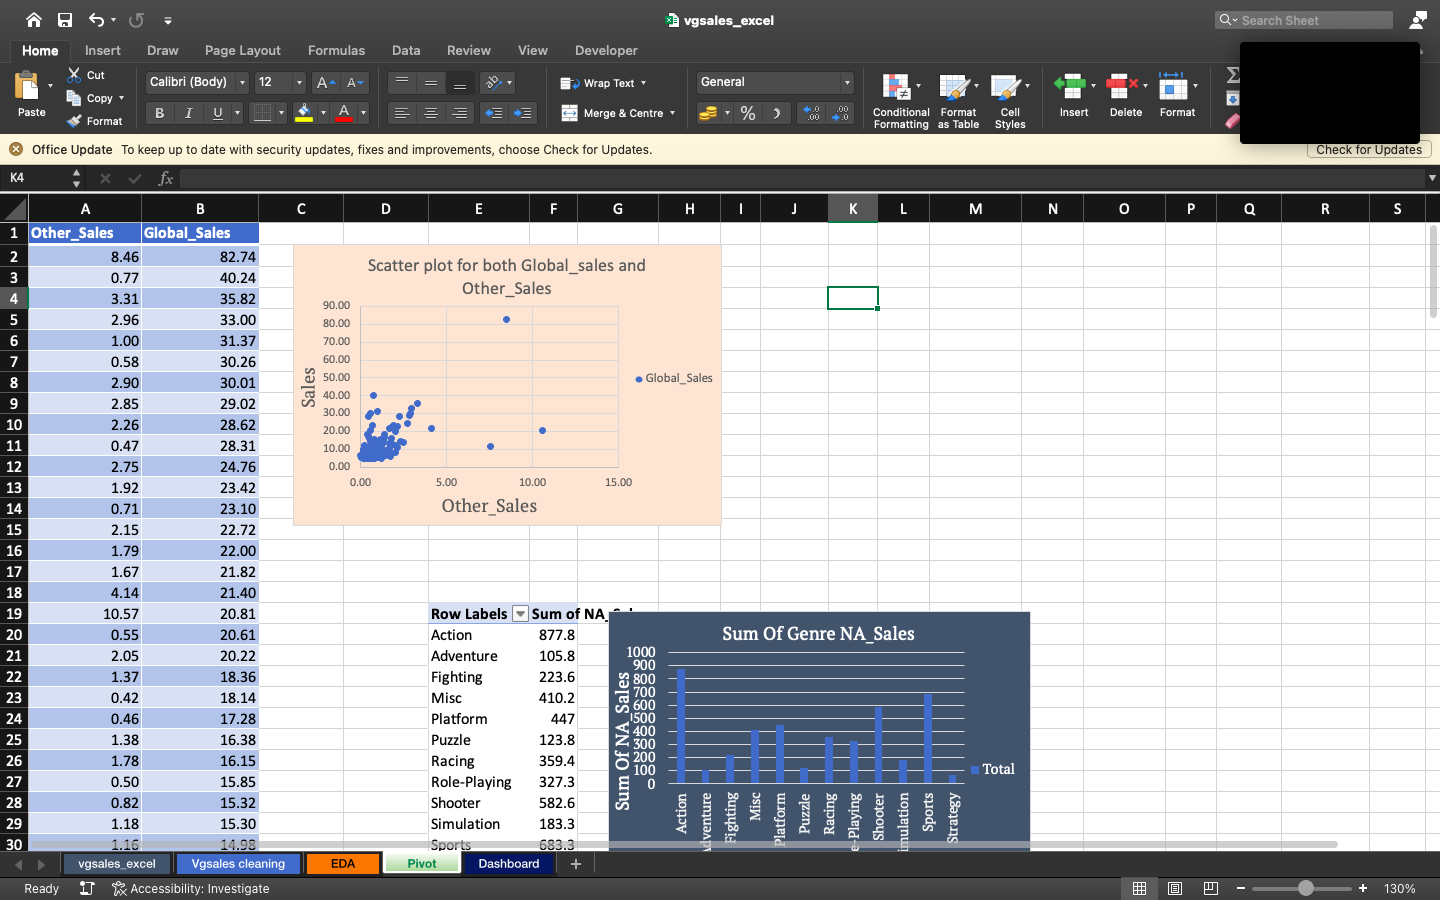 vgsales_excel
Search Sheet
Home Insert Draw Page Layout Formulas Data Review View Developer
Paste
Cut
Copy
Format
Calibri (Body) 12
B I U
Wrap Text
Merge & Centre
General
Conditional Formatting
Format as Table
Cell Styles
Insert
Delete
Format
Office Update To keep up to date with security updates, fixes and improvements, choose Check for Updates.
Check for Updates
K4
fx
A B C D E F G H I J K L M N O P Q R S
1 Other_Sales Global_Sales
2 8.46 82.74
3 0.77 40.24
4 3.31 35.82
5 2.96 33.00
6 1.00 31.37
7 0.58 30.26
8 2.90 30.01
9 2.85 29.02
10 2.26 28.62
11 0.47 28.31
12 2.75 24.76
13 1.92 23.42
14 0.71 23.10
15 2.15 22.72
16 1.79 22.00
17 1.67 21.82
18 4.14 21.40
19 10.57 20.81
20 0.55 20.61
21 2.05 20.22
22 1.37 18.36
23 0.42 18.14
24 0.46 17.28
25 1.38 16.38
26 1.78 16.15
27 0.50 15.85
28 0.82 15.32
29 1.18 15.30
30 1.16 14.98
Scatter plot for both Global_sales and
Other_Sales
Sales
90.00
80.00
70.00
60.00
50.00
40.00
30.00
20.00
10.00
0.00
0.00 5.00 10.00 15.00
Other_Sales
Global_Sales
Row Labels Sum of NA_
Action 877.8
Adventure 105.8
Fighting 223.6
Misc 410.2
Platform 447
Puzzle 123.8
Racing 359.4
Role-Playing 327.3
Shooter 582.6
Simulation 183.3
Sports 683.3
Sum Of Genre NA_Sales
Sum Of NA_Sales
1000
900
800
700
600
500
400
300
200
100
0
Action
Fighting
Misc
Platform
Puzzle
Racing
Shooter
Sports
Strategy
Total
vgsales_excel Vgsales cleaning EDA Pivot Dashboard
Ready
Accessibility: Investigate
130%